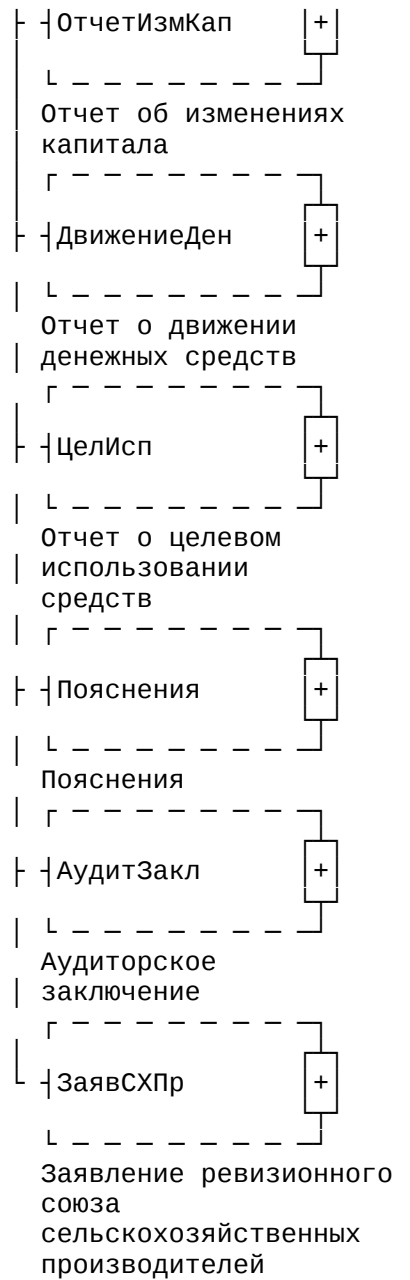 ОтчетИзмКап +
Отчет об изменениях
капитала
ДвижениеДен +
Отчет о движении
денежных средств
ЦелИсп +
Отчет о целевом
использовании
средств
Пояснения +
Пояснения
АудитЗакл +
Аудиторское
заключение
ЗаявСХПр +
Заявление ревизионного
союза
сельскохозяйственных
производителей